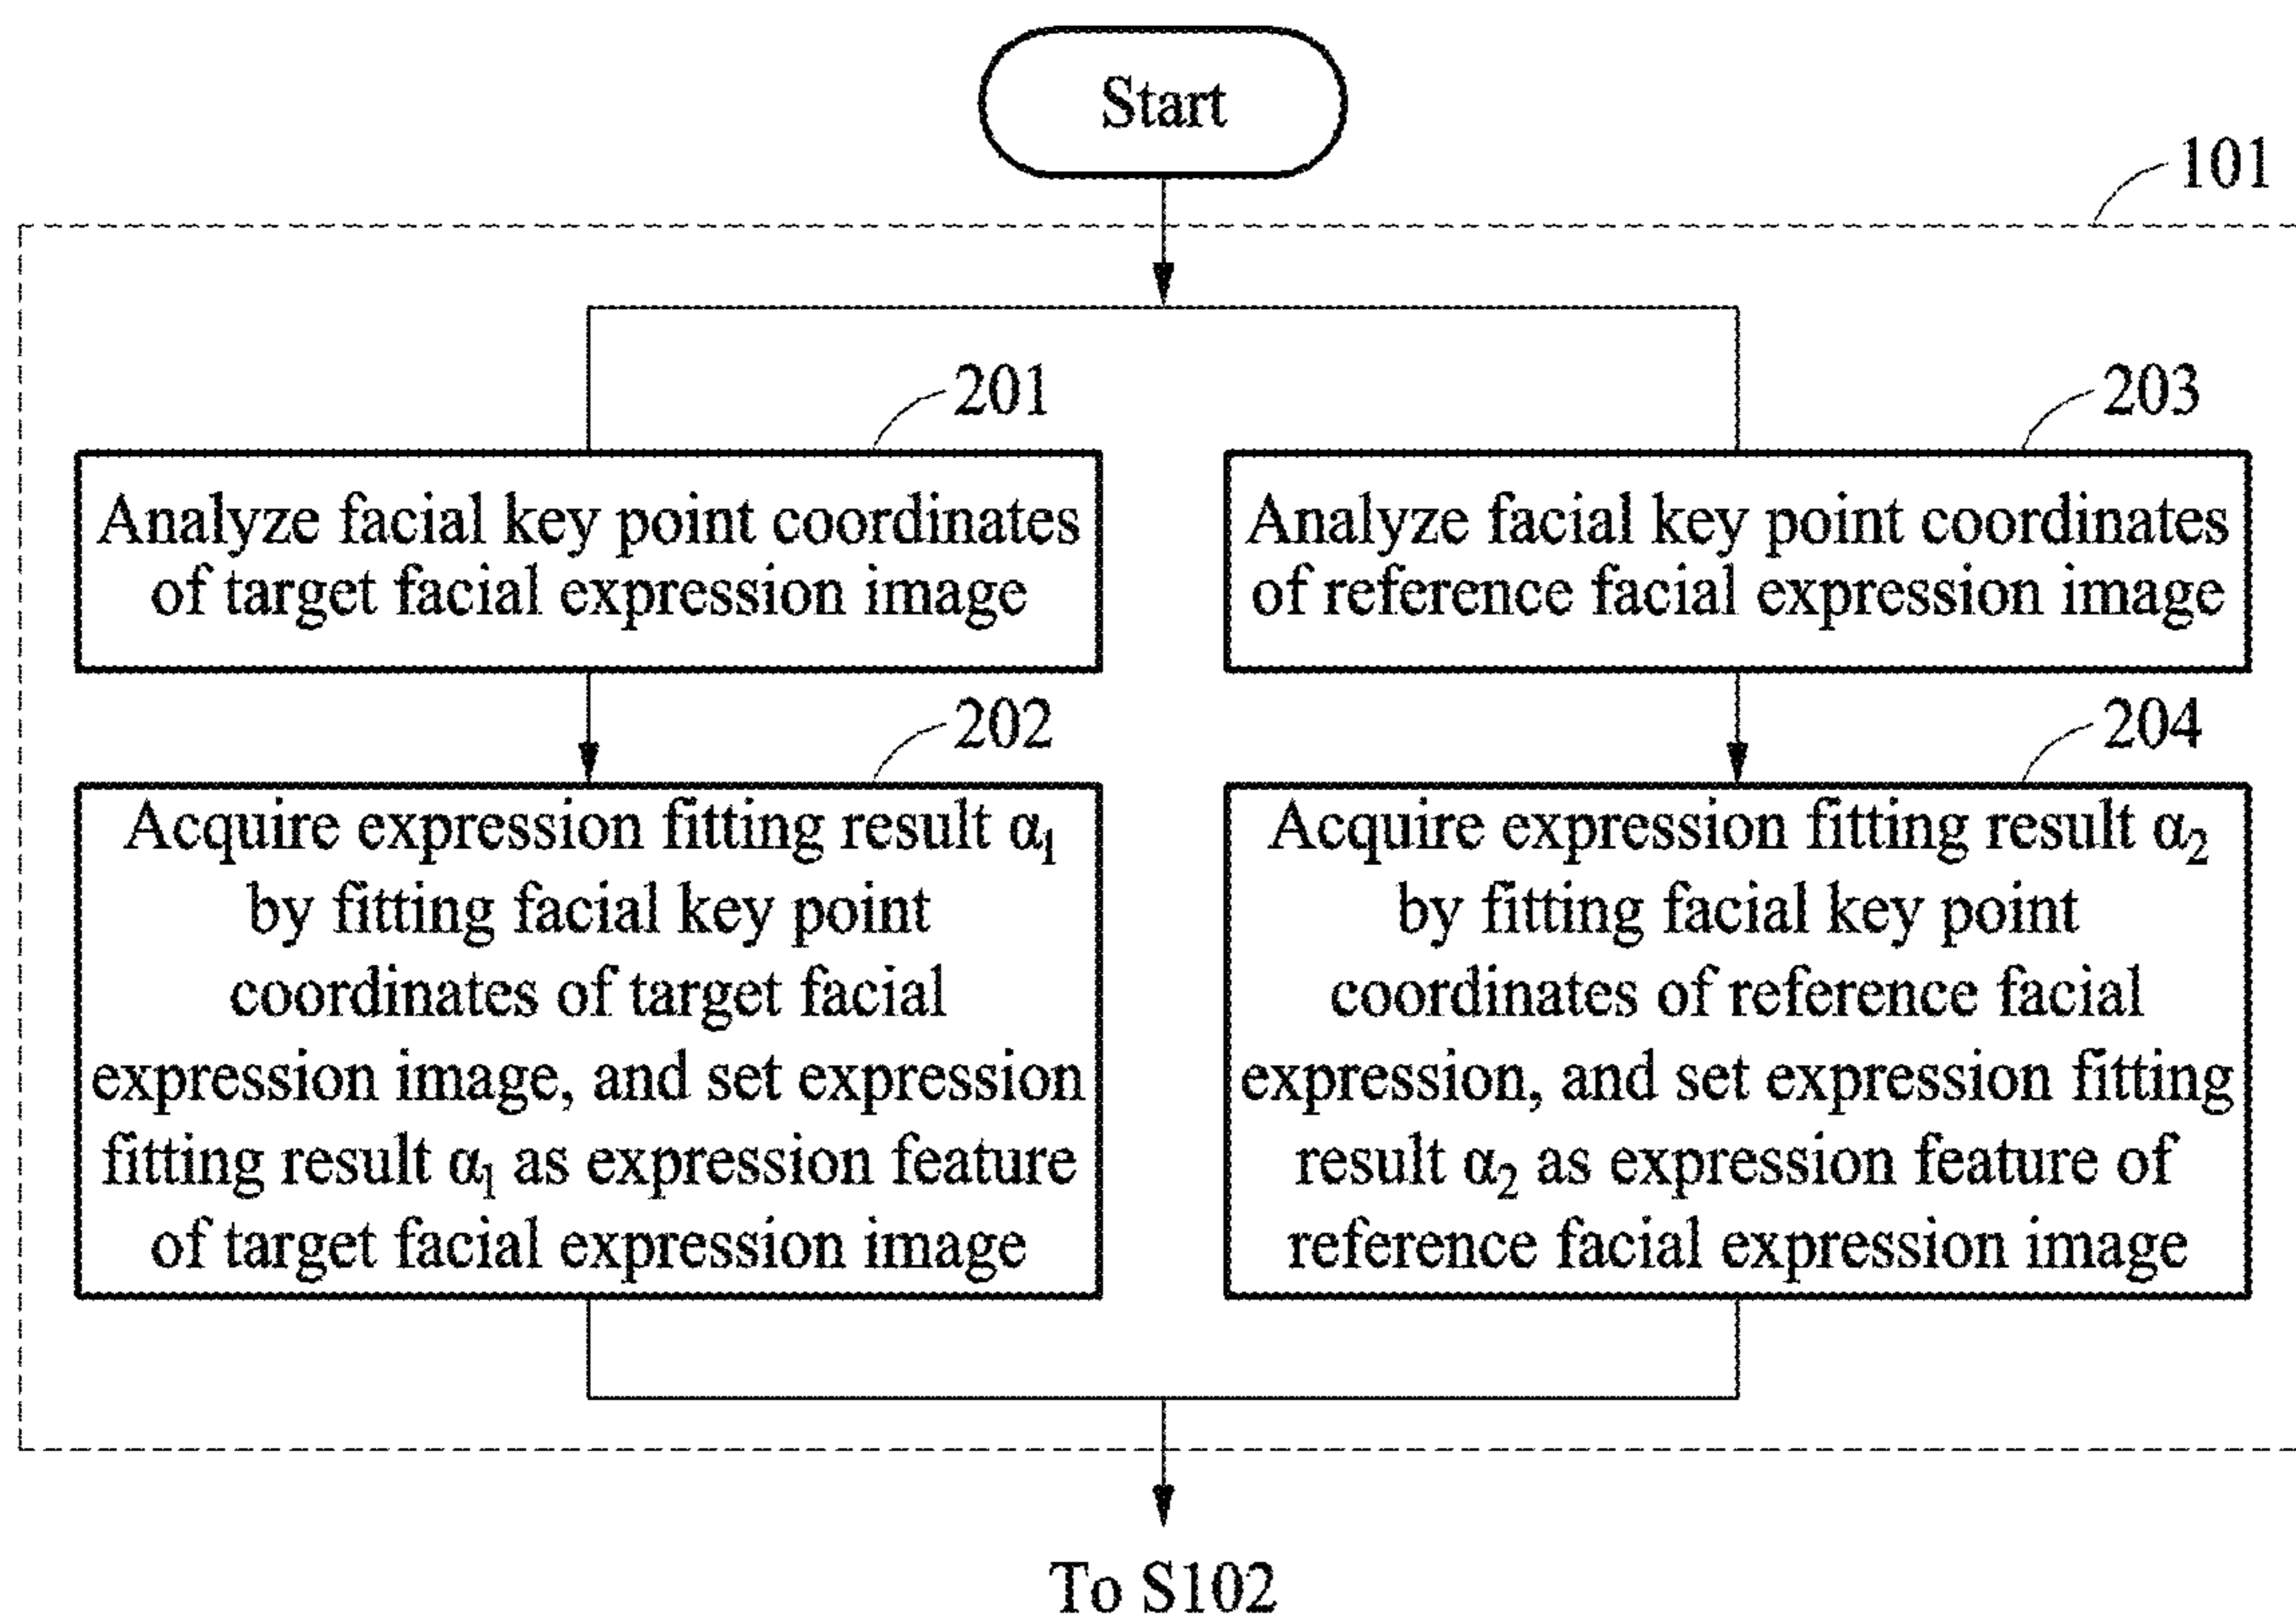 Start
101
201
Analyze facial key point coordinates
of target facial expression image
203
Analyze facial key point coordinates
of reference facial expression image
202
Acquire expression fitting result α₁
by fitting facial key point
coordinates of target facial
expression image, and set expression
fitting result α₁ as expression feature
of target facial expression image
204
Acquire expression fitting result α₂
by fitting facial key point
coordinates of reference facial
expression, and set expression fitting
result α₂ as expression feature of
reference facial expression image
To S102